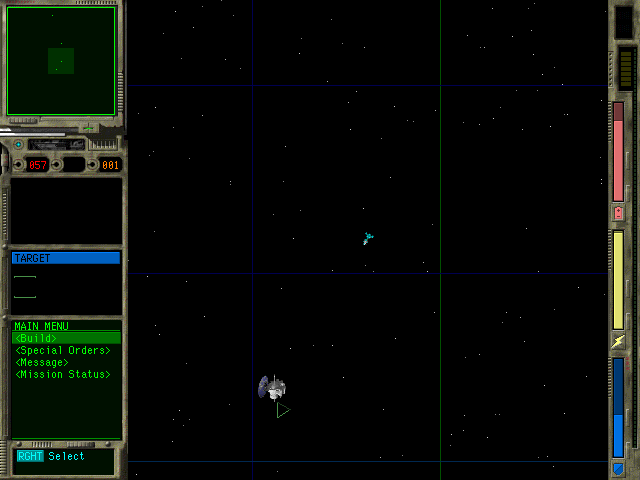 057
001
TARGET
MAIN MENU
<Build>
<Special Orders>
<Message>
<Mission Status>
RGHT Select